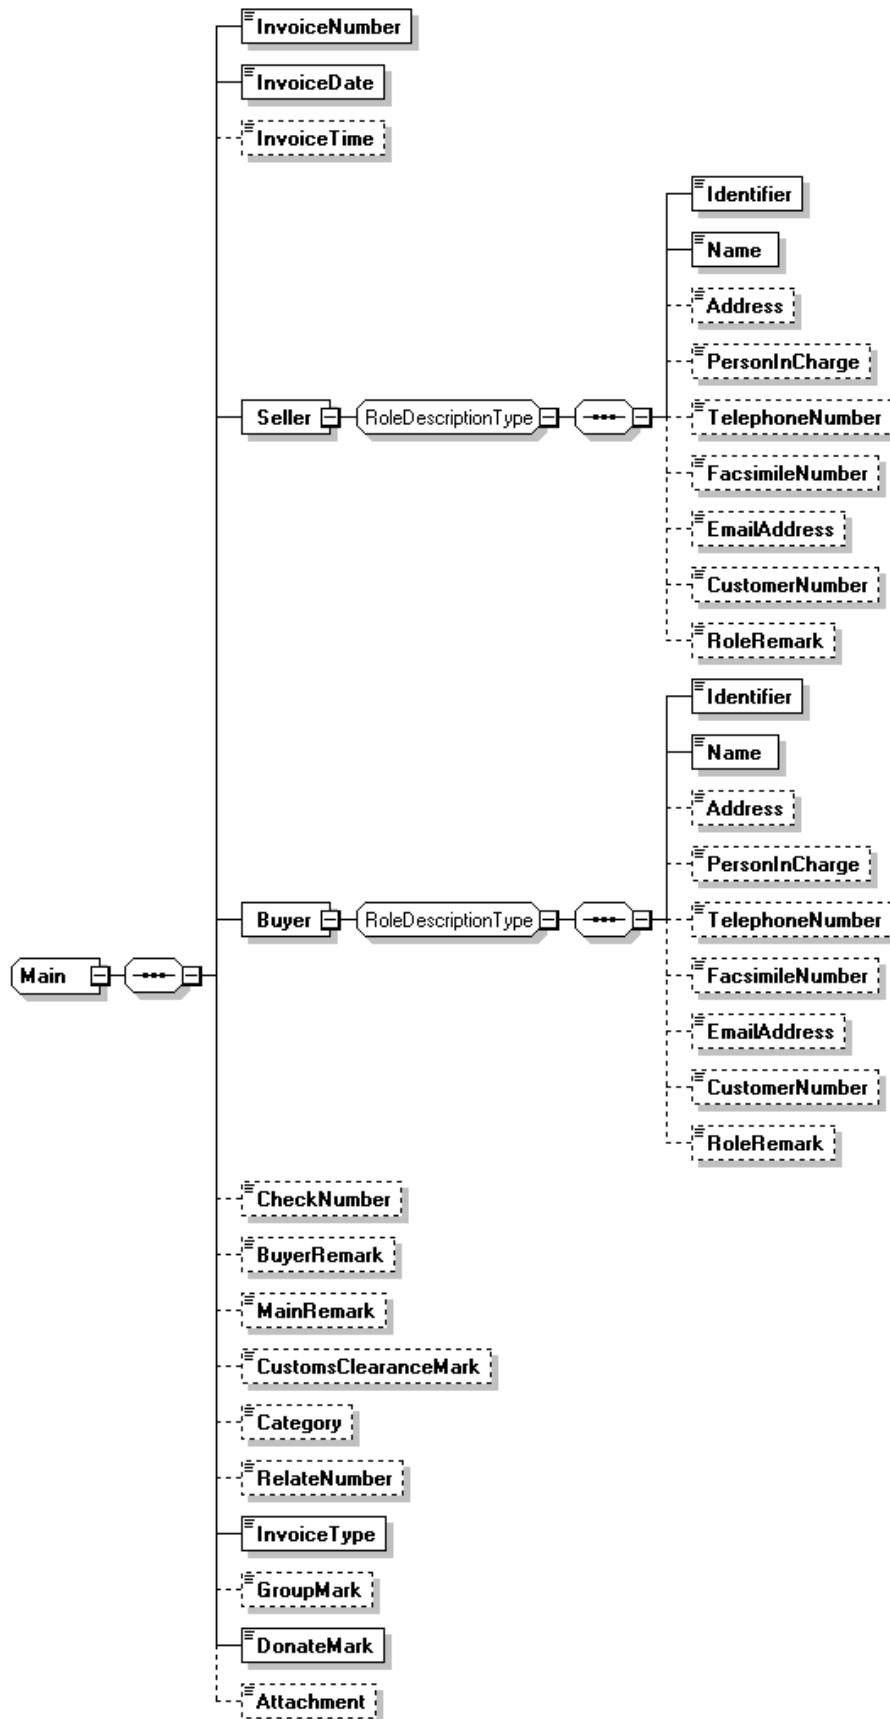 InvoiceNumber
InvoiceDate
InvoiceTime
Identifier
Name
Address
PersonInCharge
Seller RoleDescriptionType TelephoneNumber
FacsimileNumber
EmailAddress
CustomerNumber
RoleRemark
Identifier
Name
Address
PersonInCharge
Buyer RoleDescriptionType TelephoneNumber
Main FacsimileNumber
EmailAddress
CustomerNumber
RoleRemark
CheckNumber
BuyerRemark
MainRemark
CustomsClearanceMark
Category
RelateNumber
InvoiceType
GroupMark
DonateMark
Attachment